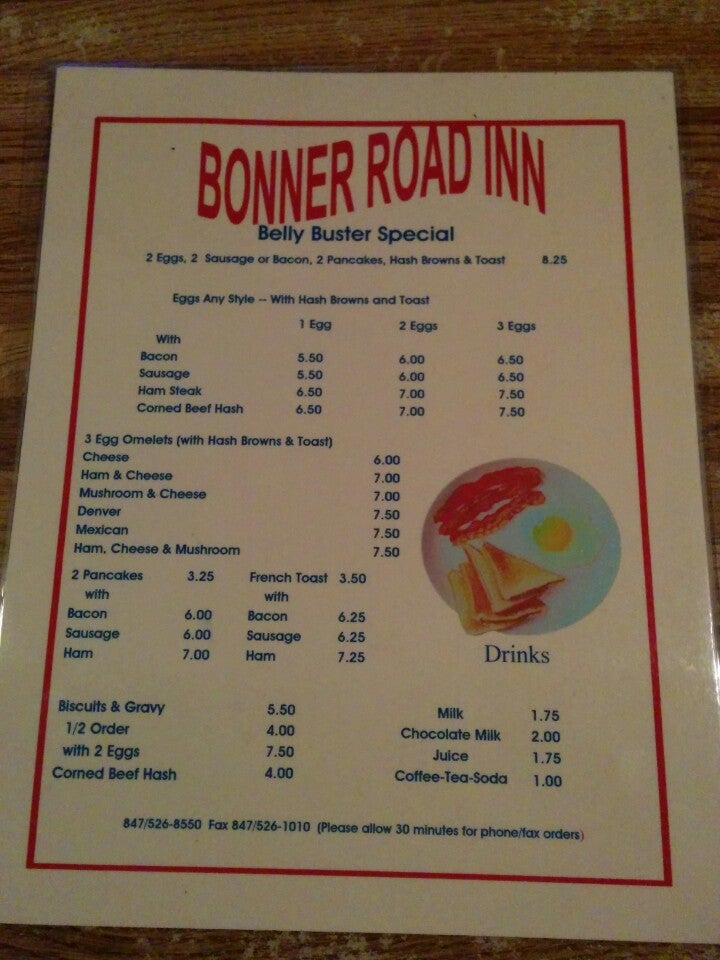 BONNER ROAD INN
Belly Buster Special
2 Eggs, 2 Sausage or Bacon, 2 Pancakes, Hash Browns & Toast 8.25
Eggs Any Style -- With Hash Browns and Toast
1 Egg 2 Eggs 3 Eggs
With
Bacon 5.50 6.00 6.50
Sausage 5.50 6.00 6.50
Ham Steak 6.50 7.00 7.50
Corned Beef Hash 6.50 7.00 7.50
3 Egg Omelets (with Hash Browns & Toast)
Cheese 6.00
Ham & Cheese 7.00
Mushroom & Cheese 7.00
Denver 7.50
Mexican 7.50
Ham, Cheese & Mushroom 7.50
2 Pancakes 3.25 French Toast 3.50
with with
Bacon 6.00 Bacon 6.25
Sausage 6.00 Sausage 6.25
Ham 7.00 Ham 7.25
Drinks
Biscuits & Gravy 5.50 Milk 1.75
1/2 Order 4.00 Chocolate Milk 2.00
with 2 Eggs 7.50 Juice 1.75
Corned Beef Hash 4.00 Coffee-Tea-Soda 1.00
847/526-8550 Fax 847/526-1010 (Please allow 30 minutes for phone/fax orders)